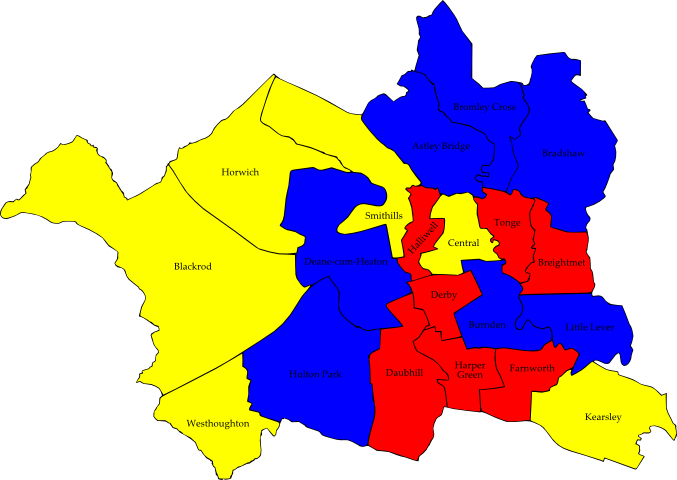 Bromley Cross
Astley Bridge
Bradshaw
Horwich
Smithills
Tonge
Halliwell
Central
Deane-cum-Heaton
Breightmet
Blackrod
Derby
Burnden
Little Lever
Hulton Park
Daubhill
Harper
Green
Farnworth
Kearsley
Westhoughton